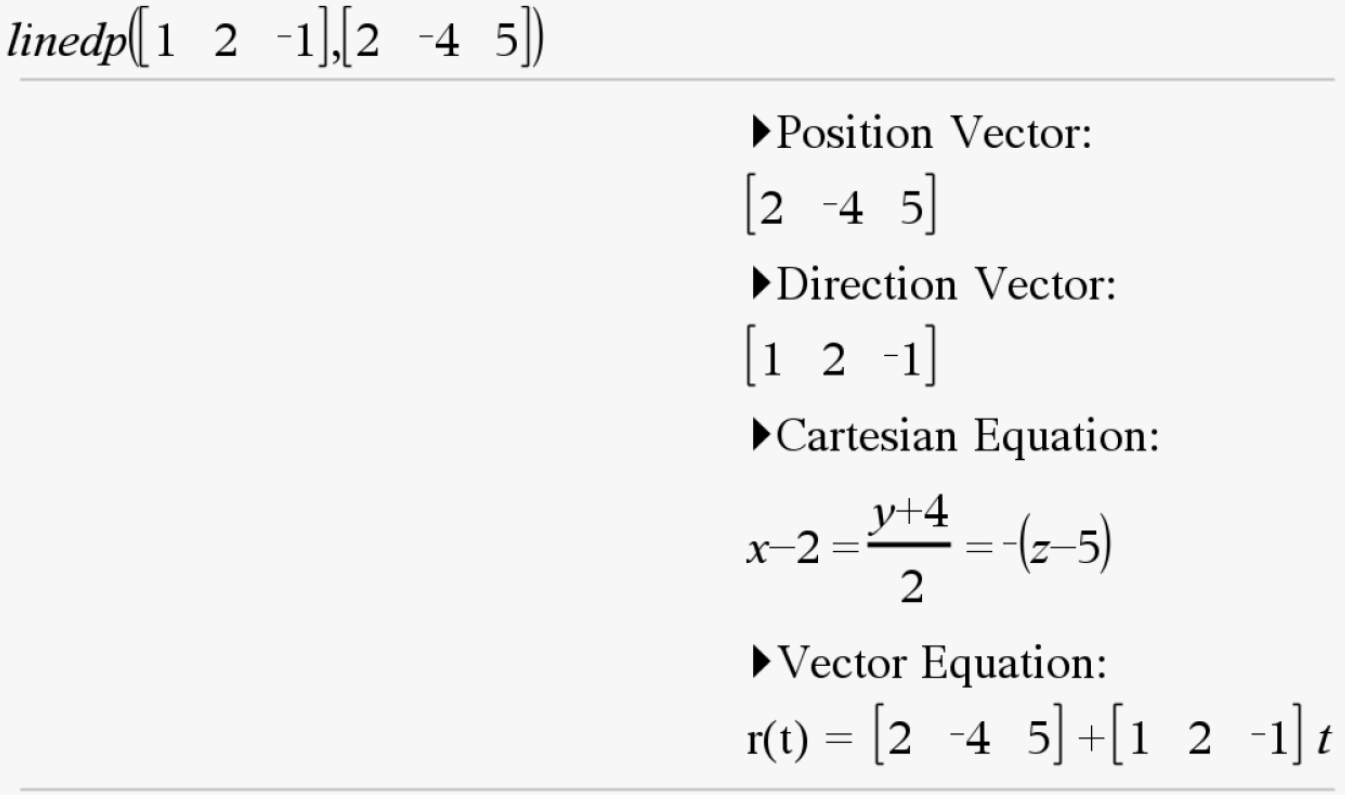 linedp([1 2 ⁻1],[2 ⁻4 5])
▶Position Vector:
[2 ⁻4 5]
▶Direction Vector:
[1 2 ⁻1]
▶Cartesian Equation:
x−2=(y+4)/2=⁻(z−5)
▶Vector Equation:
r(t) = [2 ⁻4 5]+[1 2 ⁻1] t